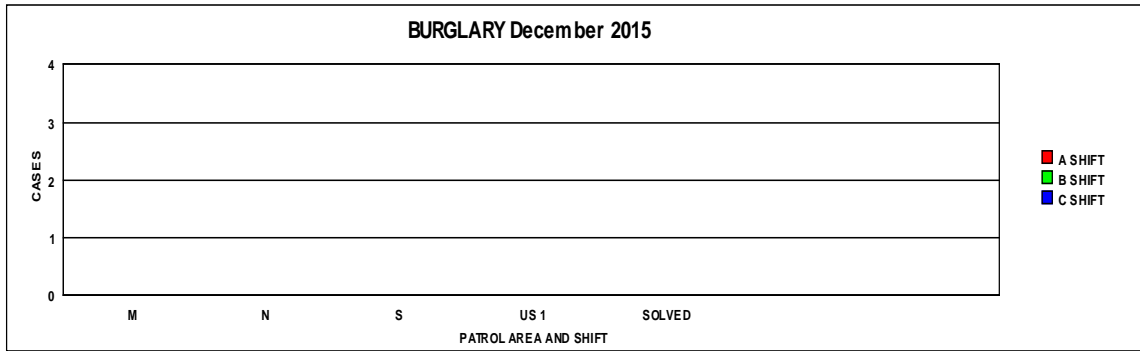 BURGLARY December 2015
4
3
2
1
0
CASES
M N S US 1 SOLVED
PATROL AREA AND SHIFT
A SHIFT
B SHIFT
C SHIFT